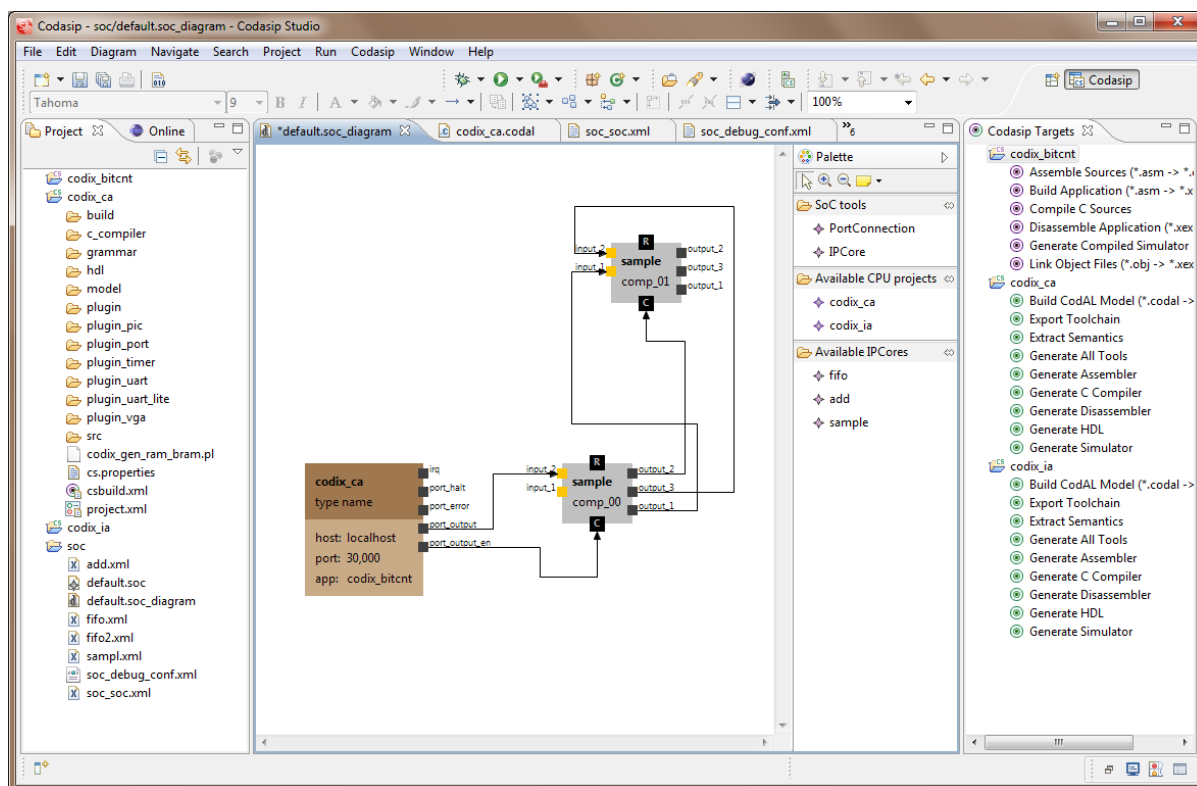 Codasip - soc/default.soc_diagram - Codasip Studio
File Edit Diagram Navigate Search Project Run Codasip Window Help
010
Tahoma 9 B I A 100%
Codasip
Project Online
codix_bitcnt
codix_ca
build
c_compiler
grammar
hdl
model
plugin
plugin_pic
plugin_port
plugin_timer
plugin_uart
plugin_uart_lite
plugin_vga
src
codix_gen_ram_bram.pl
cs.properties
csbuild.xml
project.xml
codix_ia
soc
add.xml
default.soc
default.soc_diagram
fifo.xml
fifo2.xml
sampl.xml
soc_debug_conf.xml
soc_soc.xml
*default.soc_diagram codix_ca.codal soc_soc.xml soc_debug_conf.xml »6
R
input_2 output_2
sample
input_1 output_3
comp_01 output_1
C
R
input_2 output_2
sample
input_1 output_3
comp_00 output_1
C
codix_ca
type name
host: localhost
port: 30,000
app: codix_bitcnt
irq
port_halt
port_error
port_output
port_output_en
Palette
SoC tools
PortConnection
IPCore
Available CPU projects
codix_ca
codix_ia
Available IPCores
fifo
add
sample
Codasip Targets
codix_bitcnt
Assemble Sources (*.asm -> *.
Build Application (*.asm -> *.x
Compile C Sources
Disassemble Application (*.xex
Generate Compiled Simulator
Link Object Files (*.obj -> *.xex
codix_ca
Build CodAL Model (*.codal ->
Export Toolchain
Extract Semantics
Generate All Tools
Generate Assembler
Generate C Compiler
Generate Disassembler
Generate HDL
Generate Simulator
codix_ia
Build CodAL Model (*.codal ->
Export Toolchain
Extract Semantics
Generate All Tools
Generate Assembler
Generate C Compiler
Generate Disassembler
Generate HDL
Generate Simulator